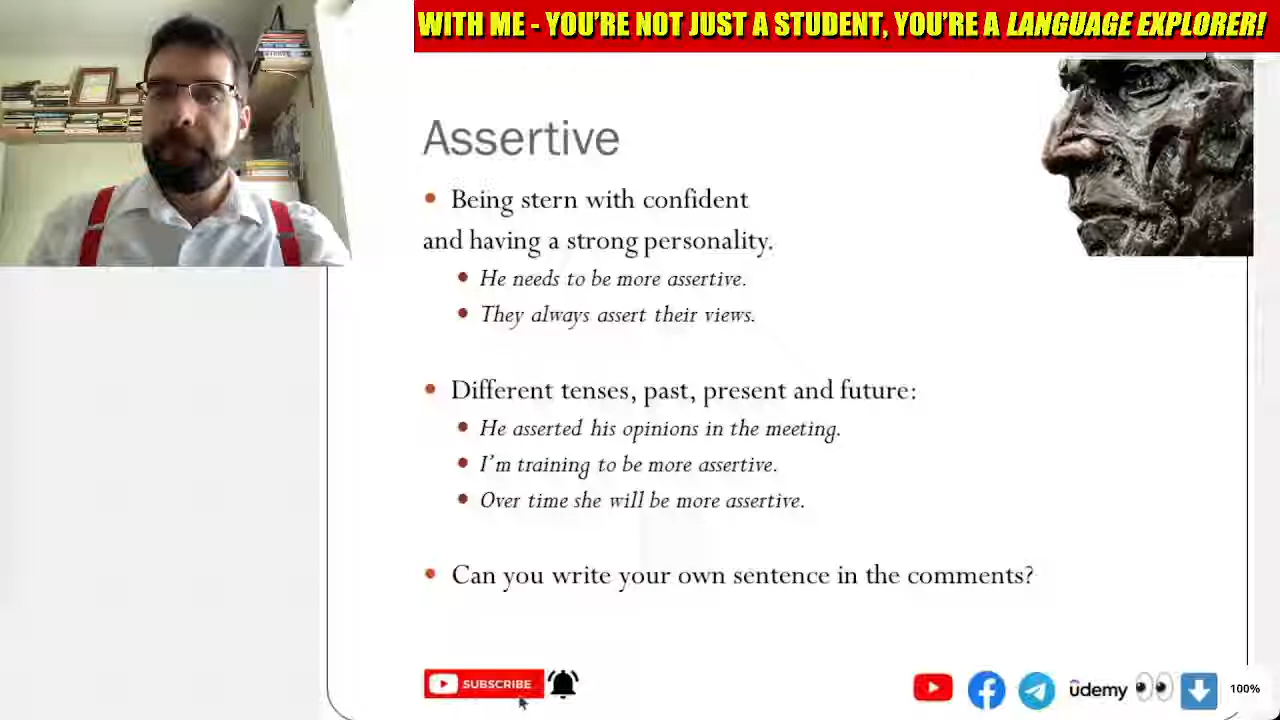 WITH ME - YOU'RE NOT JUST A STUDENT, YOU'RE A LANGUAGE EXPLORER!
Assertive
• Being stern with confident
and having a strong personality.
• He needs to be more assertive.
• They always assert their views.
• Different tenses, past, present and future:
• He asserted his opinions in the meeting.
• I'm training to be more assertive.
• Over time she will be more assertive.
• Can you write your own sentence in the comments?
SUBSCRIBE
ûdemy
100%